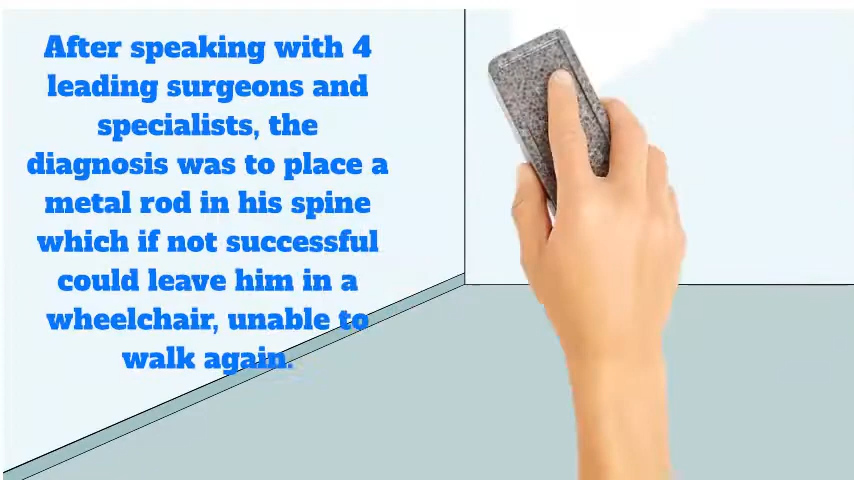 After speaking with 4
leading surgeons and
specialists, the
diagnosis was to place a
metal rod in his spine
which if not successful
could leave him in a
wheelchair, unable to
walk again.